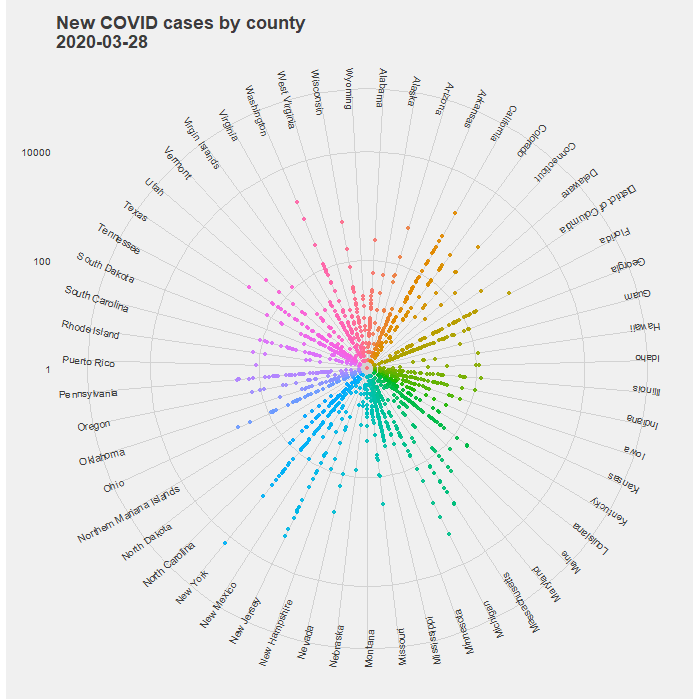 New COVID cases by county
2020-03-28
10000
100
1
Alabama
Alaska
Arizona
Arkansas
California
Colorado
Connecticut
Delaware
District of Columbia
Florida
Georgia
Guam
Hawaii
Idaho
Illinois
Indiana
Iowa
Kansas
Kentucky
Louisiana
Maine
Maryland
Massachusetts
Michigan
Minnesota
Mississippi
Missouri
Montana
Nebraska
Nevada
New Hampshire
New Jersey
New Mexico
New York
North Carolina
North Dakota
Northern Mariana Islands
Ohio
Oklahoma
Oregon
Pennsylvania
Puerto Rico
Rhode Island
South Carolina
South Dakota
Tennessee
Texas
Utah
Vermont
Virgin Islands
Virginia
Washington
West Virginia
Wisconsin
Wyoming